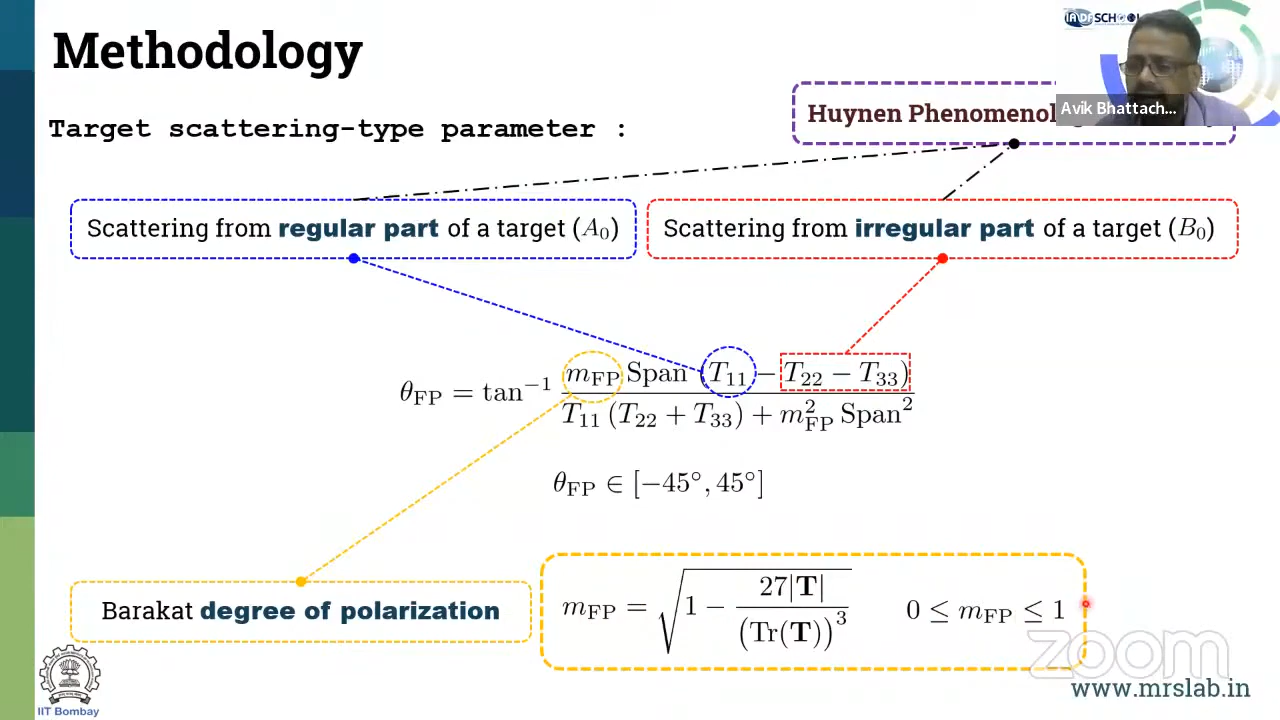 Methodology
IADFSCHOOL
Huynen Phenomenol
Avik Bhattach...
Target scattering-type parameter :
Scattering from regular part of a target (A₀)
Scattering from irregular part of a target (B₀)
θ_FP = tan⁻¹ m_FP Span (T₁₁ − T₂₂ − T₃₃) / T₁₁ (T₂₂ + T₃₃) + m²_FP Span²
θ_FP ∈ [−45°, 45°]
Barakat degree of polarization
m_FP = √(1 − 27|T| / (Tr(T))³) 0 ≤ m_FP ≤ 1
zoom
www.mrslab.in
IIT Bombay